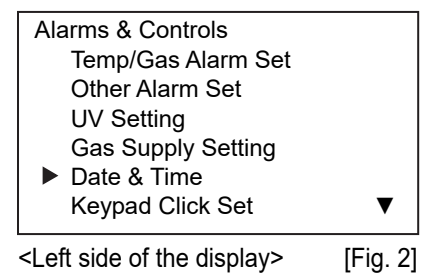 Alarms & Controls
Temp/Gas Alarm Set
Other Alarm Set
UV Setting
Gas Supply Setting
▶ Date & Time
Keypad Click Set ▼
<Left side of the display> [Fig. 2]